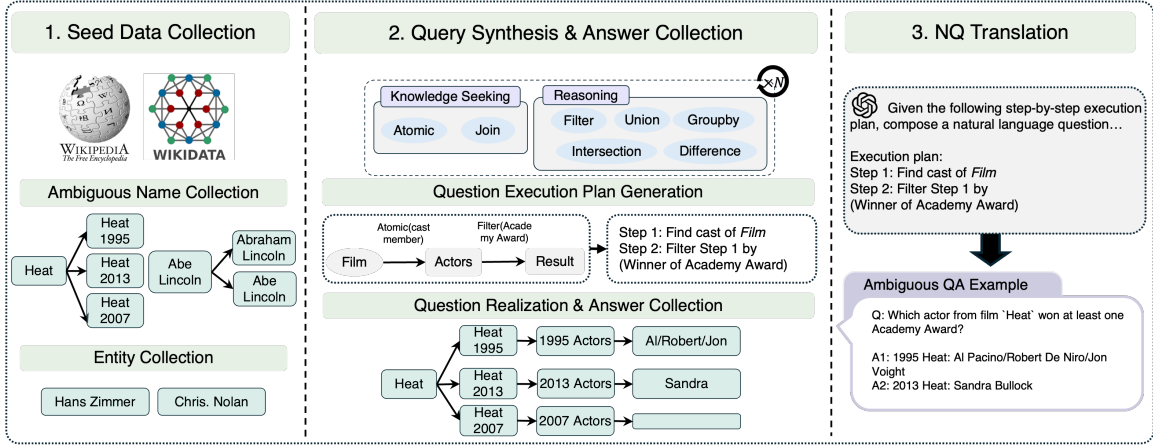 1. Seed Data Collection
WIKIPEDIA
The Free Encyclopedia
WIKIDATA
Ambiguous Name Collection
Heat
Heat
1995
Heat
2013
Heat
2007
Abe
Lincoln
Abraham
Lincoln
Abe
Lincoln
Entity Collection
Hans Zimmer
Chris. Nolan
2. Query Synthesis & Answer Collection
×N
Knowledge Seeking
Atomic
Join
Reasoning
Filter
Union
Groupby
Intersection
Difference
Question Execution Plan Generation
Atomic(cast
member)
Filter(Acade
my Award)
Film
Actors
Result
Step 1: Find cast of Film
Step 2: Filter Step 1 by
(Winner of Academy Award)
Question Realization & Answer Collection
Heat
Heat
1995
1995 Actors
Al/Robert/Jon
Heat
2013
2013 Actors
Sandra
Heat
2007
2007 Actors
3. NQ Translation
Given the following step-by-step execution
plan, compose a natural language question…
Execution plan:
Step 1: Find cast of Film
Step 2: Filter Step 1 by
(Winner of Academy Award)
Ambiguous QA Example
Q: Which actor from film `Heat` won at least one
Academy Award?
A1: 1995 Heat: Al Pacino/Robert De Niro/Jon
Voight
A2: 2013 Heat: Sandra Bullock